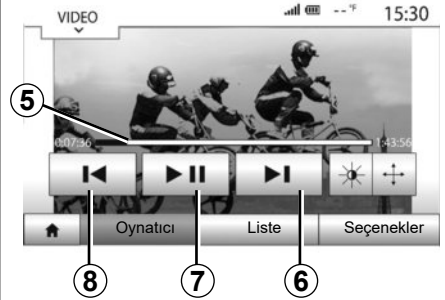 VIDEO
-- °F
15:30
5
0:07:36
1:43:56
Oynatıcı
Liste
Seçenekler
8
7
6